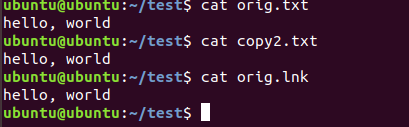 ubuntu@ubuntu:~/test$ cat orig.txt
hello, world
ubuntu@ubuntu:~/test$ cat copy2.txt
hello, world
ubuntu@ubuntu:~/test$ cat orig.lnk
hello, world
ubuntu@ubuntu:~/test$